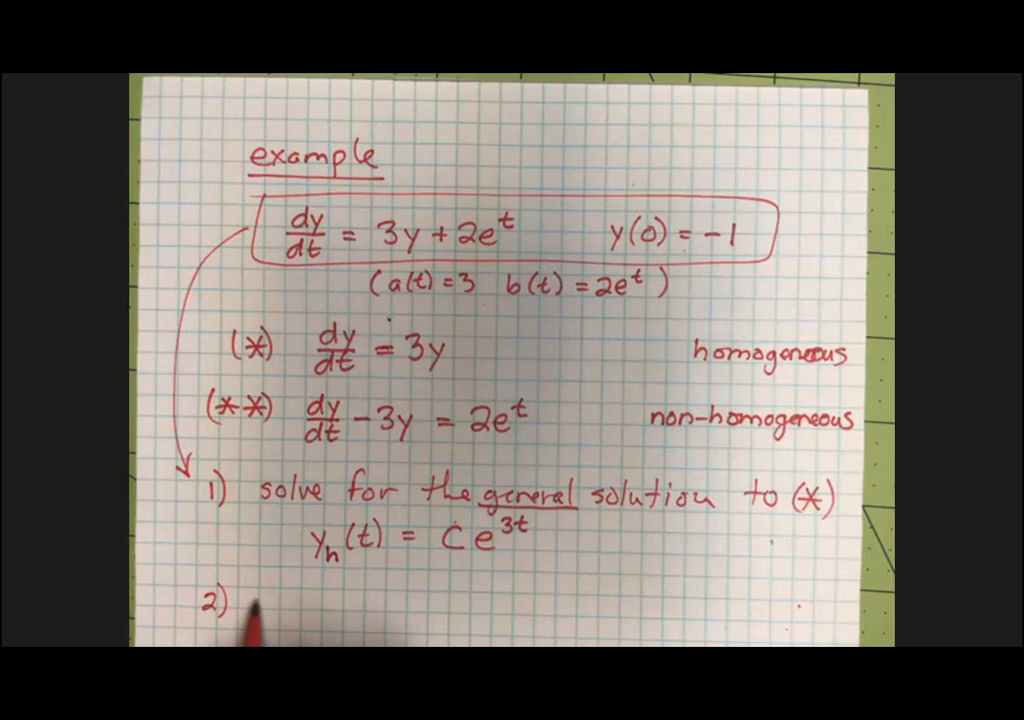 example
dy/dt = 3y + 2e^t y(0) = -1
(a(t) = 3 b(t) = 2e^t)
(*) dy/dt = 3y homogeneous
(**) dy/dt - 3y = 2e^t non-homogeneous
1) solve for the general solution to (*)
y_h(t) = Ce^3t
2)